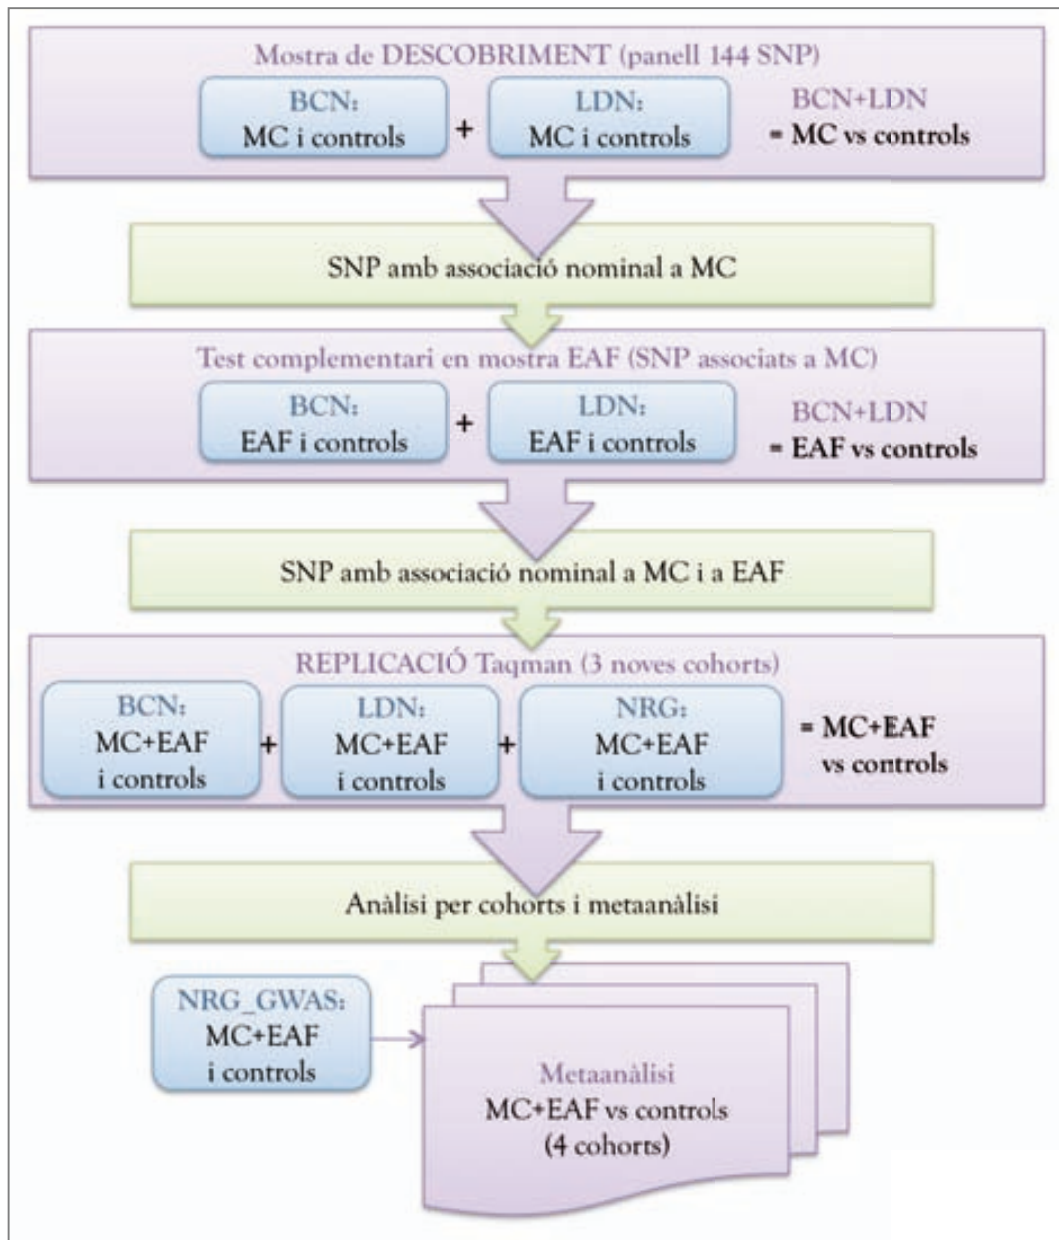 Mostra de DESCOBRIMENT (panell 144 SNP)
BCN:
MC i controls
+
LDN:
MC i controls
BCN+LDN
= MC vs controls
SNP amb associació nominal a MC
Test complementari en mostra EAF (SNP associats a MC)
BCN:
EAF i controls
+
LDN:
EAF i controls
BCN+LDN
= EAF vs controls
SNP amb associació nominal a MC i a EAF
REPLICACIÓ Taqman (3 noves cohorts)
BCN:
MC+EAF
i controls
+
LDN:
MC+EAF
i controls
+
NRG:
MC+EAF
i controls
= MC+EAF
vs controls
Anàlisi per cohorts i metaanàlisi
NRG_GWAS:
MC+EAF
i controls
Metaanàlisi
MC+EAF vs controls
(4 cohorts)